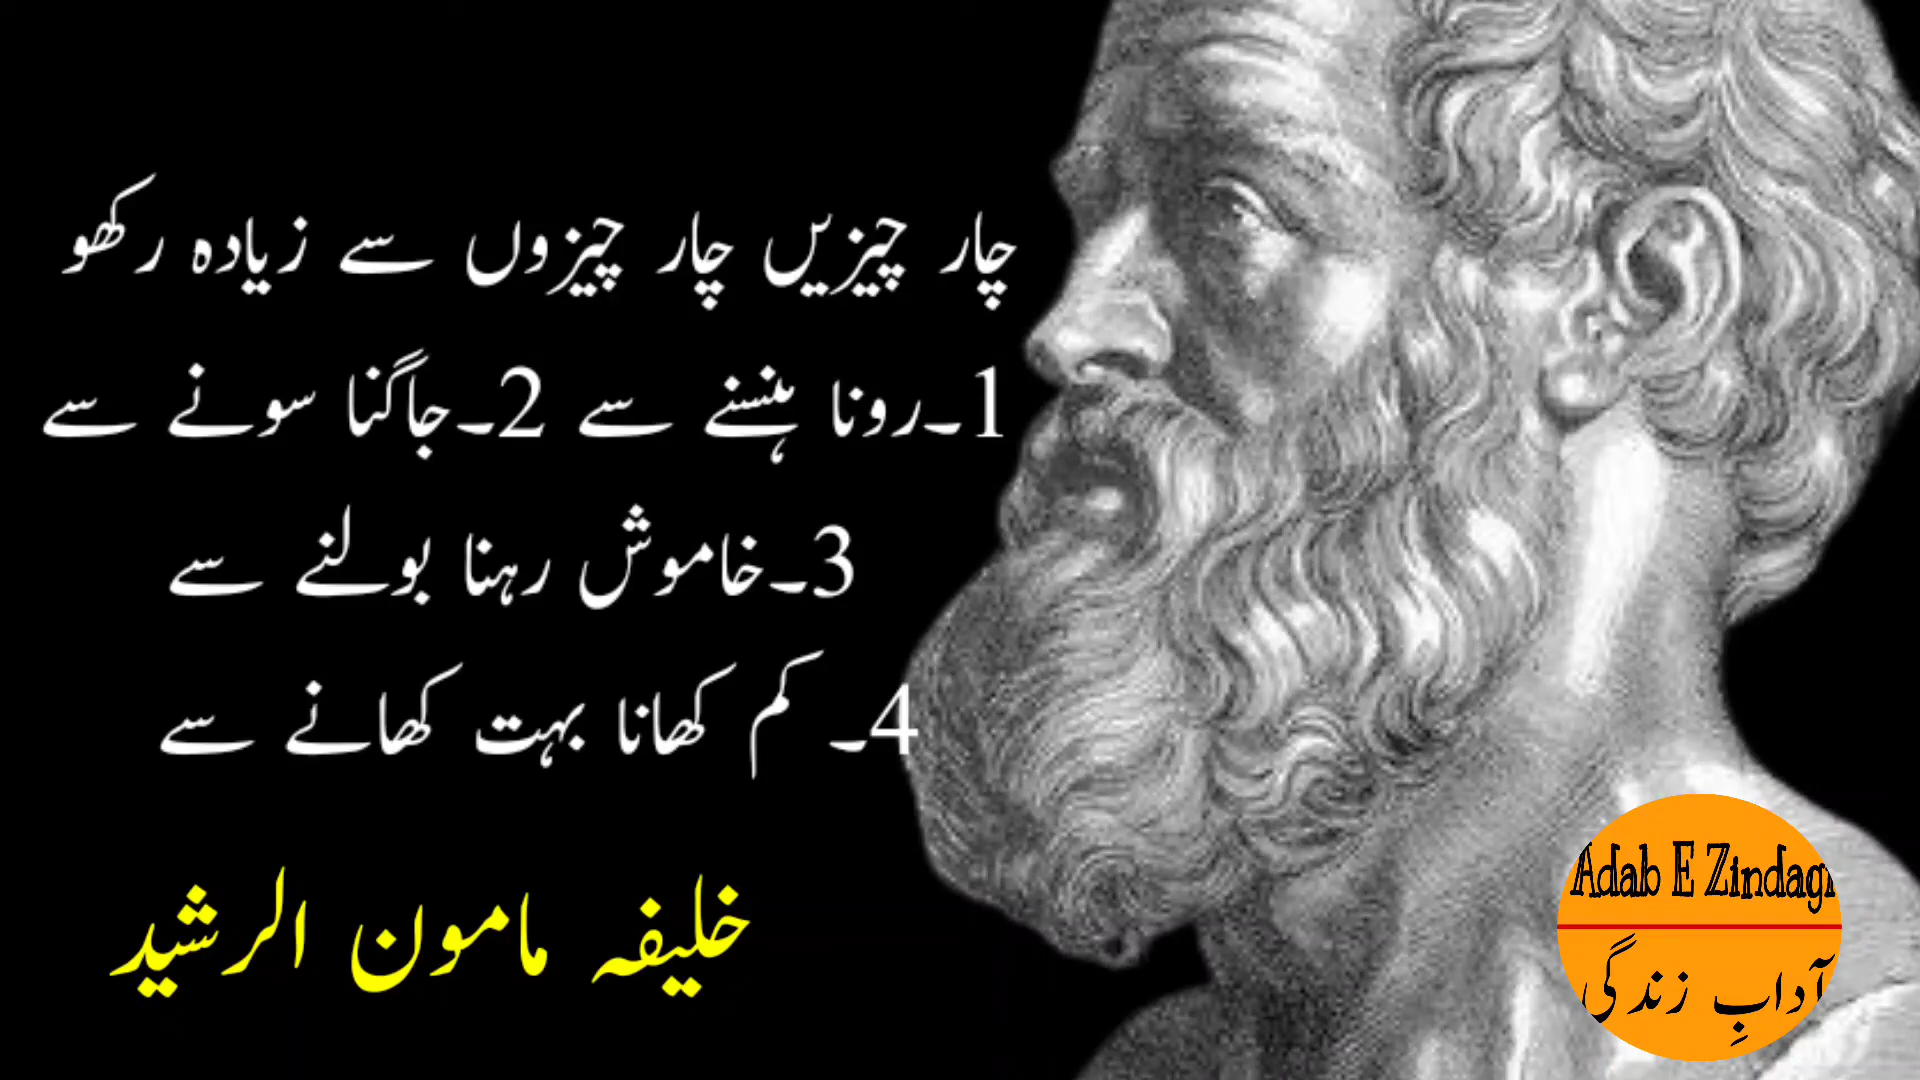 چار چیزیں چار چیزوں سے زیادہ رکھو
1۔رونا ہنسنے سے 2۔جاگنا سونے سے
3۔خاموش رہنا بولنے سے
4۔ کم کھانا بہت کھانے سے
خلیفہ مامون الرشید
Adab E Zindagi
آدابِ زندگی